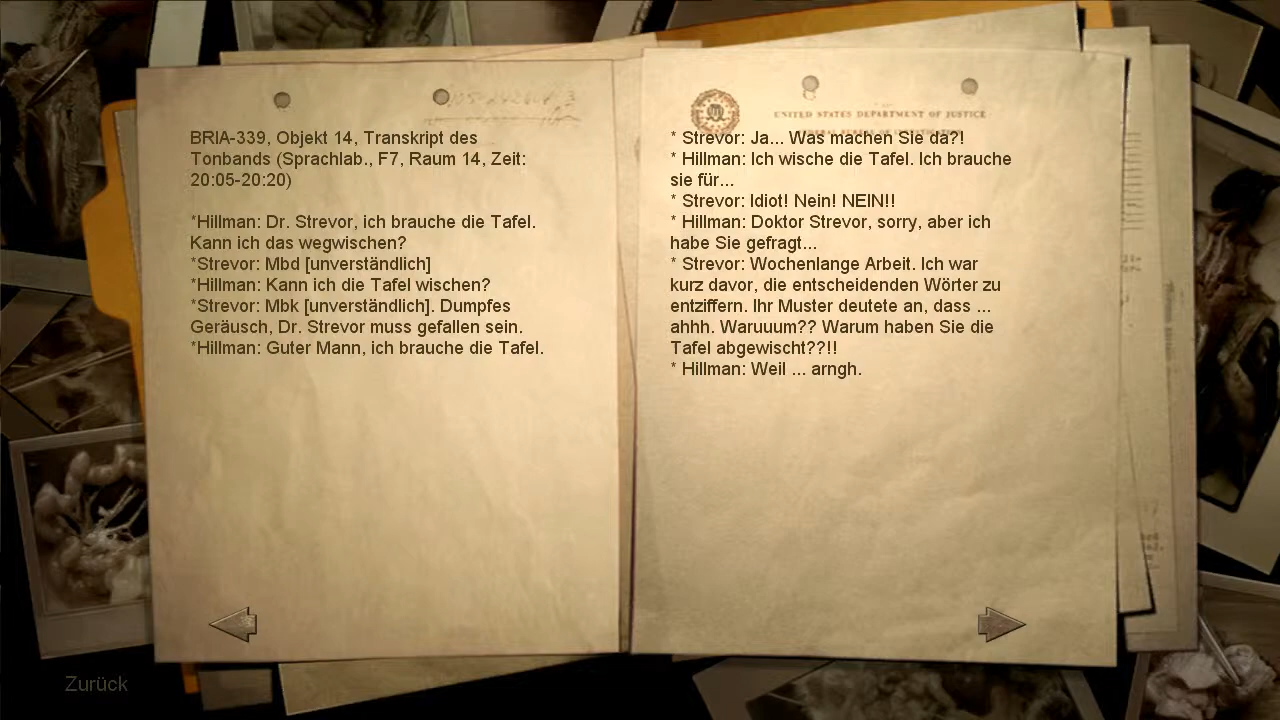 BRIA-339, Objekt 14, Transkript des
Tonbands (Sprachlab., F7, Raum 14, Zeit:
20:05-20:20)
*Hillman: Dr. Strevor, ich brauche die Tafel.
Kann ich das wegwischen?
*Strevor: Mbd [unverständlich]
*Hillman: Kann ich die Tafel wischen?
*Strevor: Mbk [unverständlich]. Dumpfes
Geräusch, Dr. Strevor muss gefallen sein.
*Hillman: Guter Mann, ich brauche die Tafel.
UNITED STATES DEPARTMENT OF JUSTICE
* Strevor: Ja... Was machen Sie da?!
* Hillman: Ich wische die Tafel. Ich brauche
sie für...
* Strevor: Idiot! Nein! NEIN!!
* Hillman: Doktor Strevor, sorry, aber ich
habe Sie gefragt...
* Strevor: Wochenlange Arbeit. Ich war
kurz davor, die entscheidenden Wörter zu
entziffern. Ihr Muster deutete an, dass ...
ahhh. Waruuum?? Warum haben Sie die
Tafel abgewischt??!!
* Hillman: Weil ... arngh.
Zurück